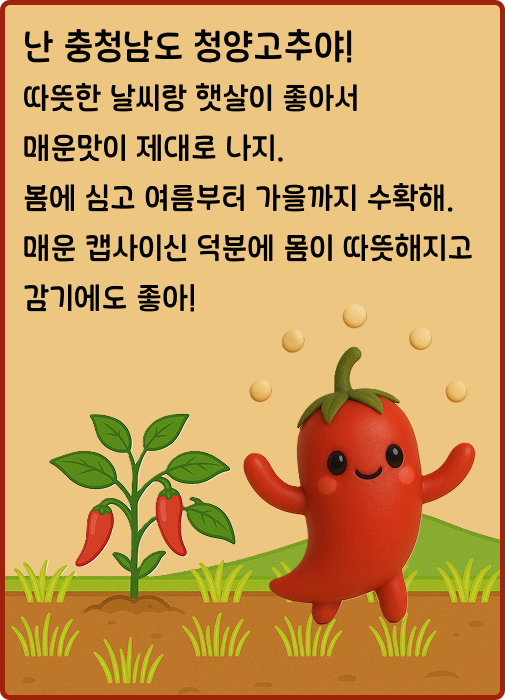 난 충청남도 청양고추야!
따뜻한 날씨랑 햇살이 좋아서
매운맛이 제대로 나지.
봄에 심고 여름부터 가을까지 수확해.
매운 캡사이신 덕분에 몸이 따뜻해지고
감기에도 좋아!